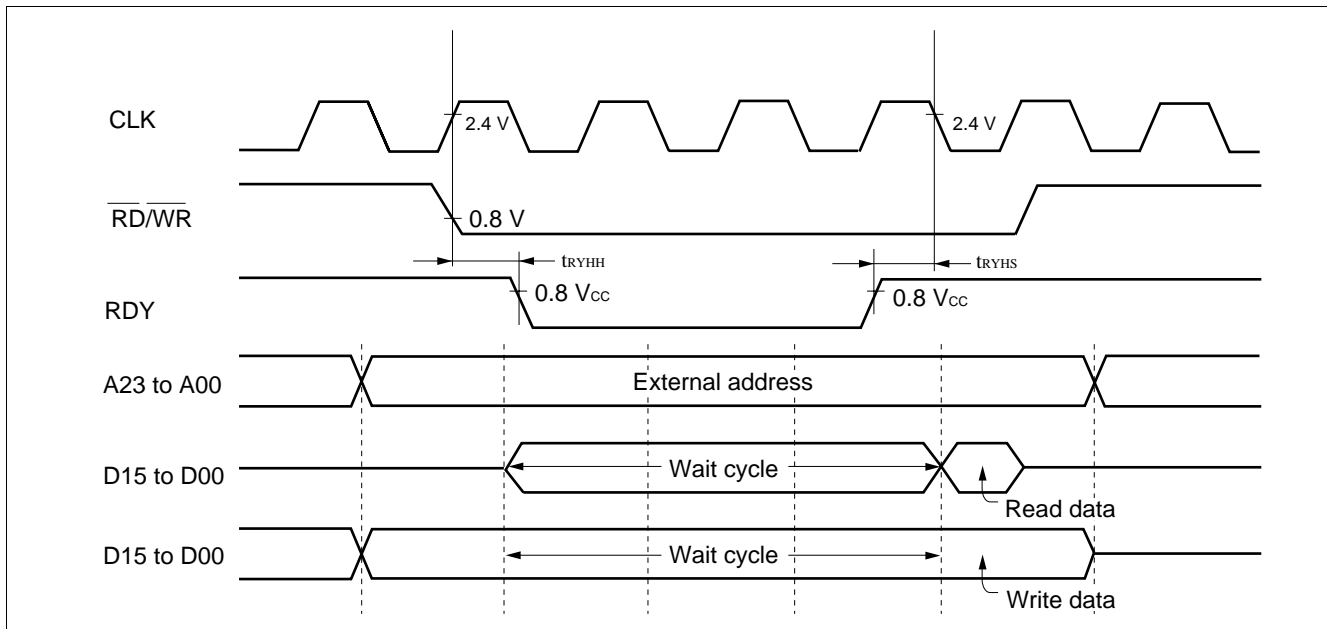 CLK
2.4 V
2.4 V
RD/WR
0.8 V
tRYHH
tRYHS
RDY
0.8 VCC
0.8 VCC
A23 to A00
External address
D15 to D00
Wait cycle
Read data
D15 to D00
Wait cycle
Write data